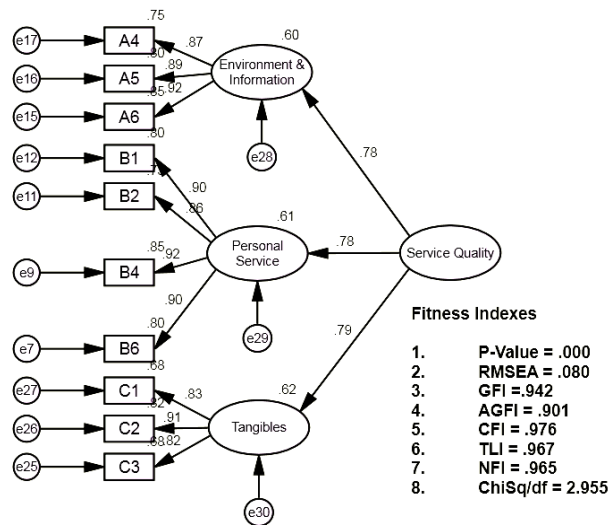 .75
e17 A4 .87 .60
.80
e16 A5 .89 Environment & Information
.85
e15 A6 .92
.80
e12 B1 e28
.73
e11 B2 .90 .78
.86
.61
.85
e9 B4 .92 Personal Service .78 Service Quality
.90
.80
e7 B6 e29
.68
e27 C1 .83 .79
.82 .62
e26 C2 .91 Tangibles
.68 .82
e25 C3
e30
Fitness Indexes
1. P-Value = .000
2. RMSEA = .080
3. GFI =.942
4. AGFI = .901
5. CFI = .976
6. TLI = .967
7. NFI = .965
8. ChiSq/df = 2.955